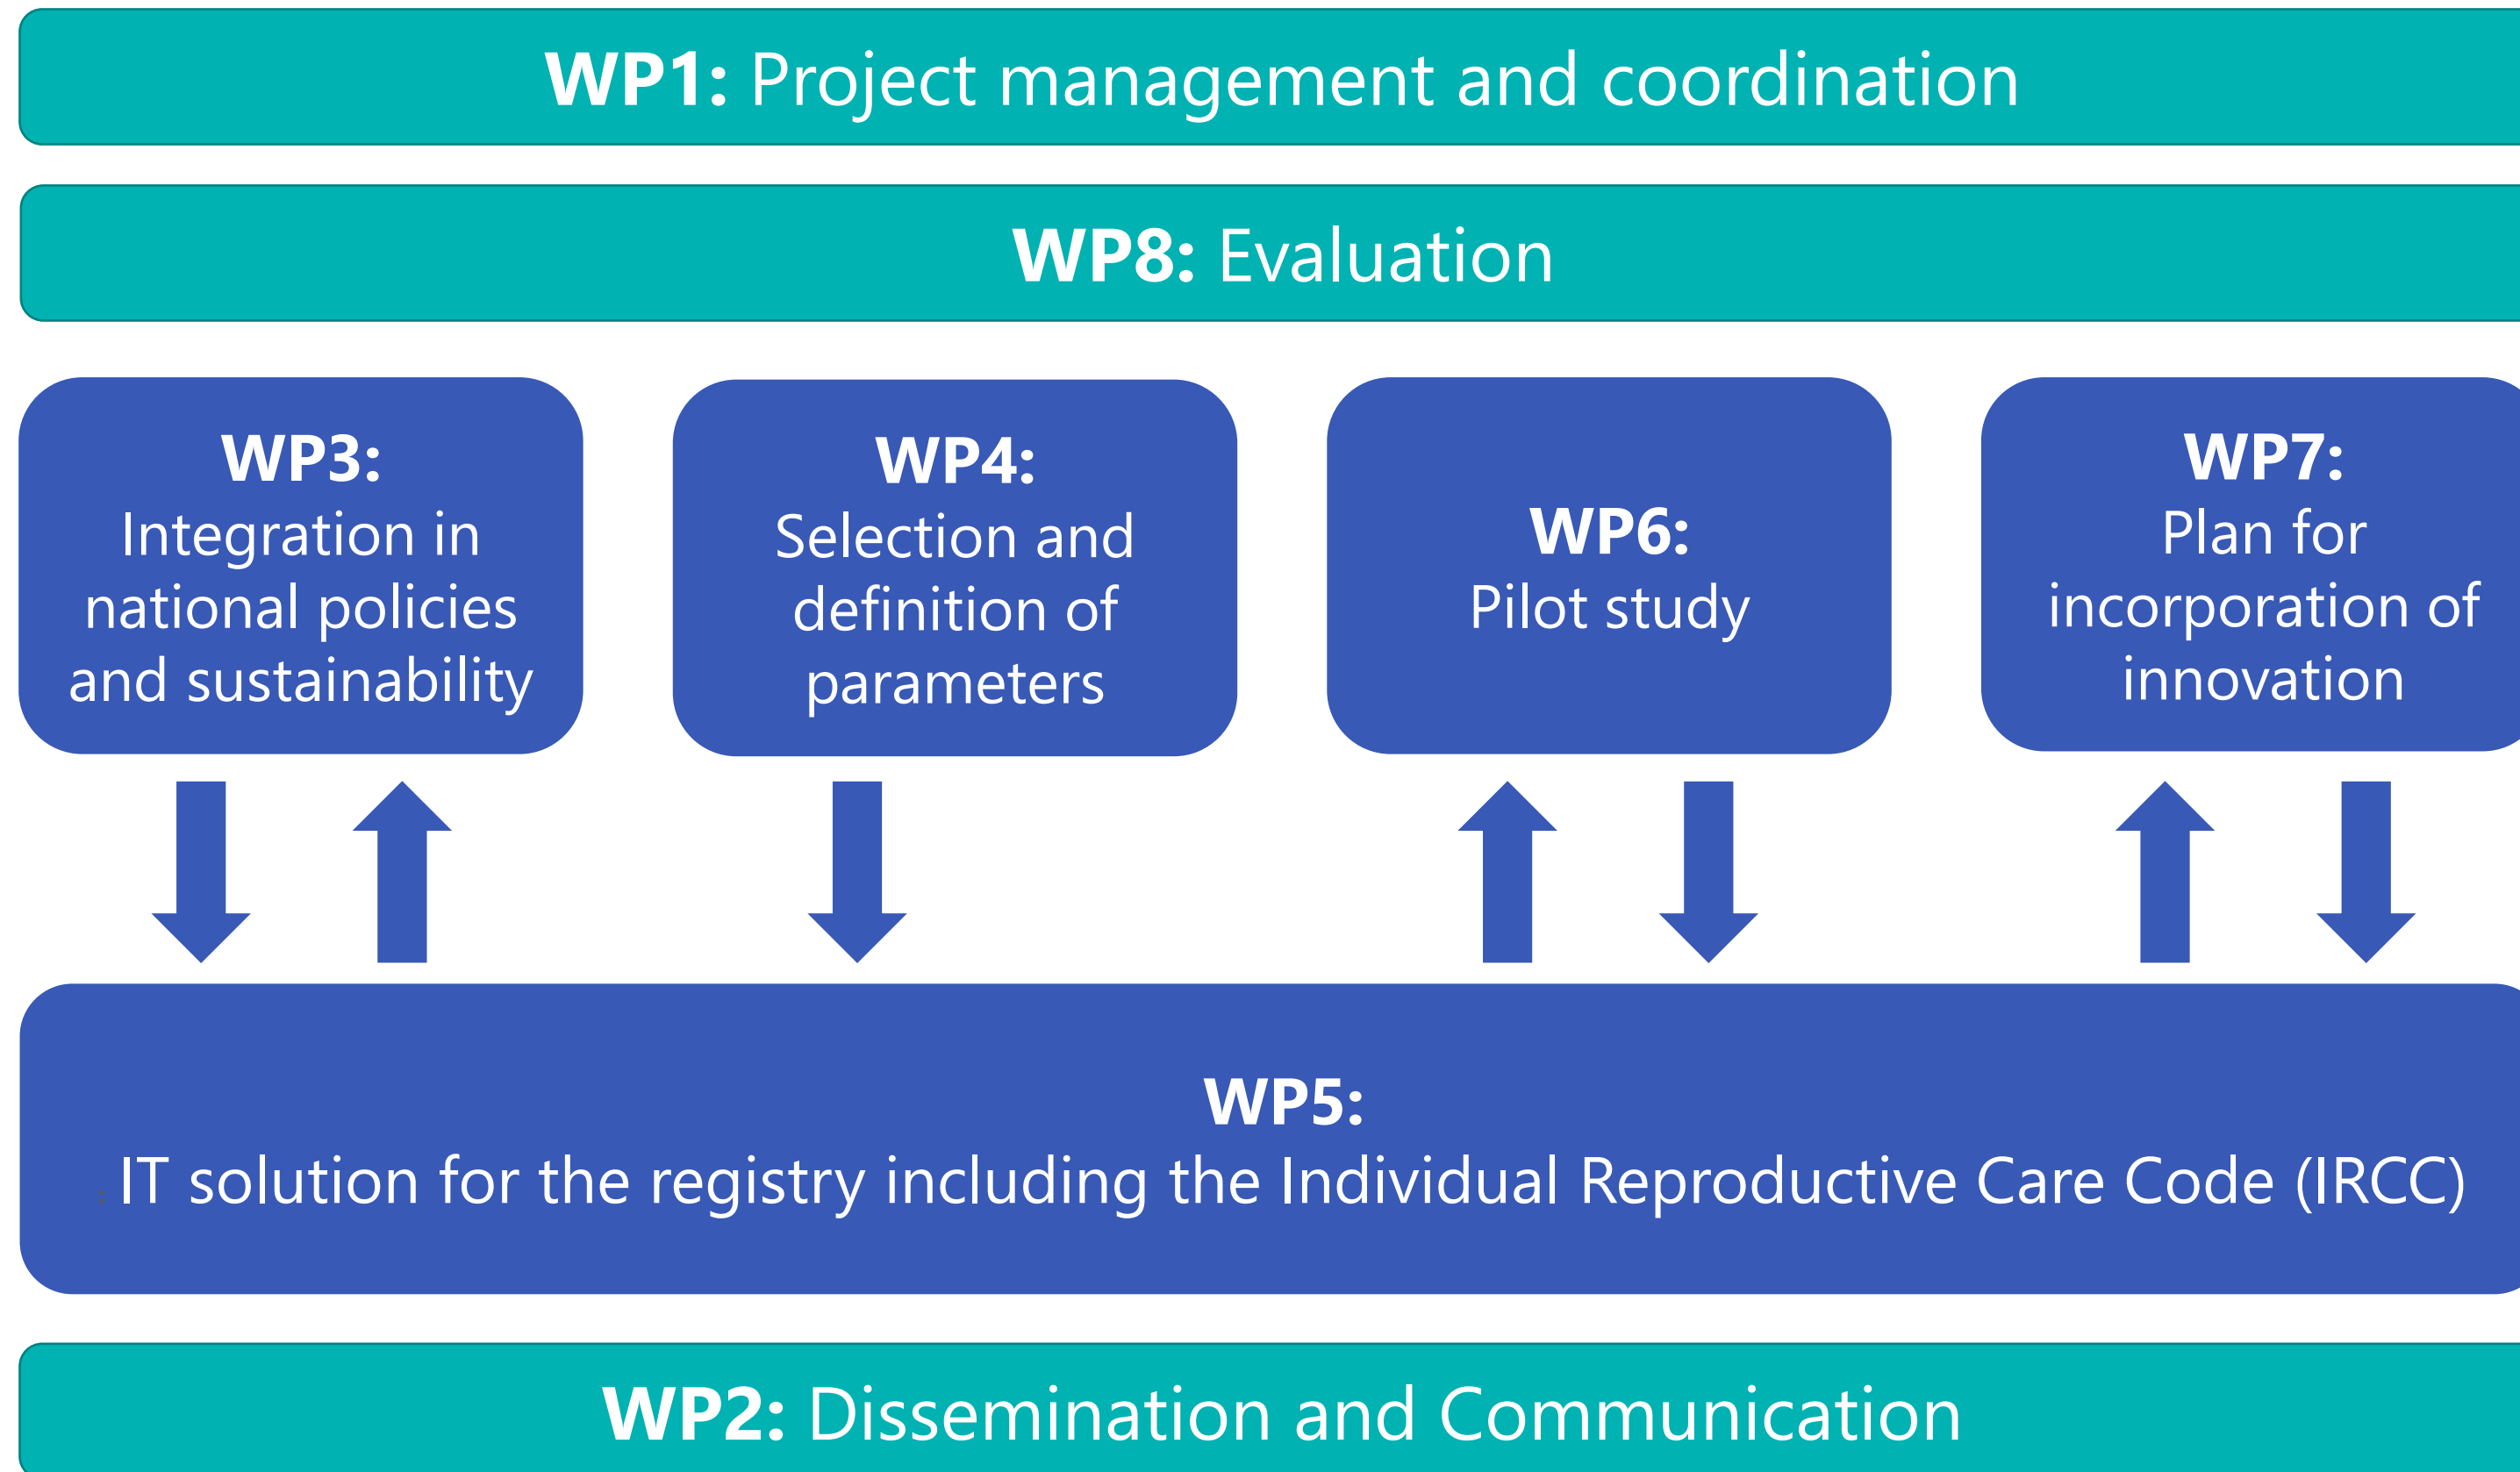 WP1: Project management and coordination
WP8: Evaluation
WP3:
Integration in
national policies
and sustainability
WP4:
Selection and
definition of
parameters
WP6:
Pilot study
WP7:
Plan for
incorporation of
innovation
WP5:
IT solution for the registry including the Individual Reproductive Care Code (IRCC)
WP2: Dissemination and Communication